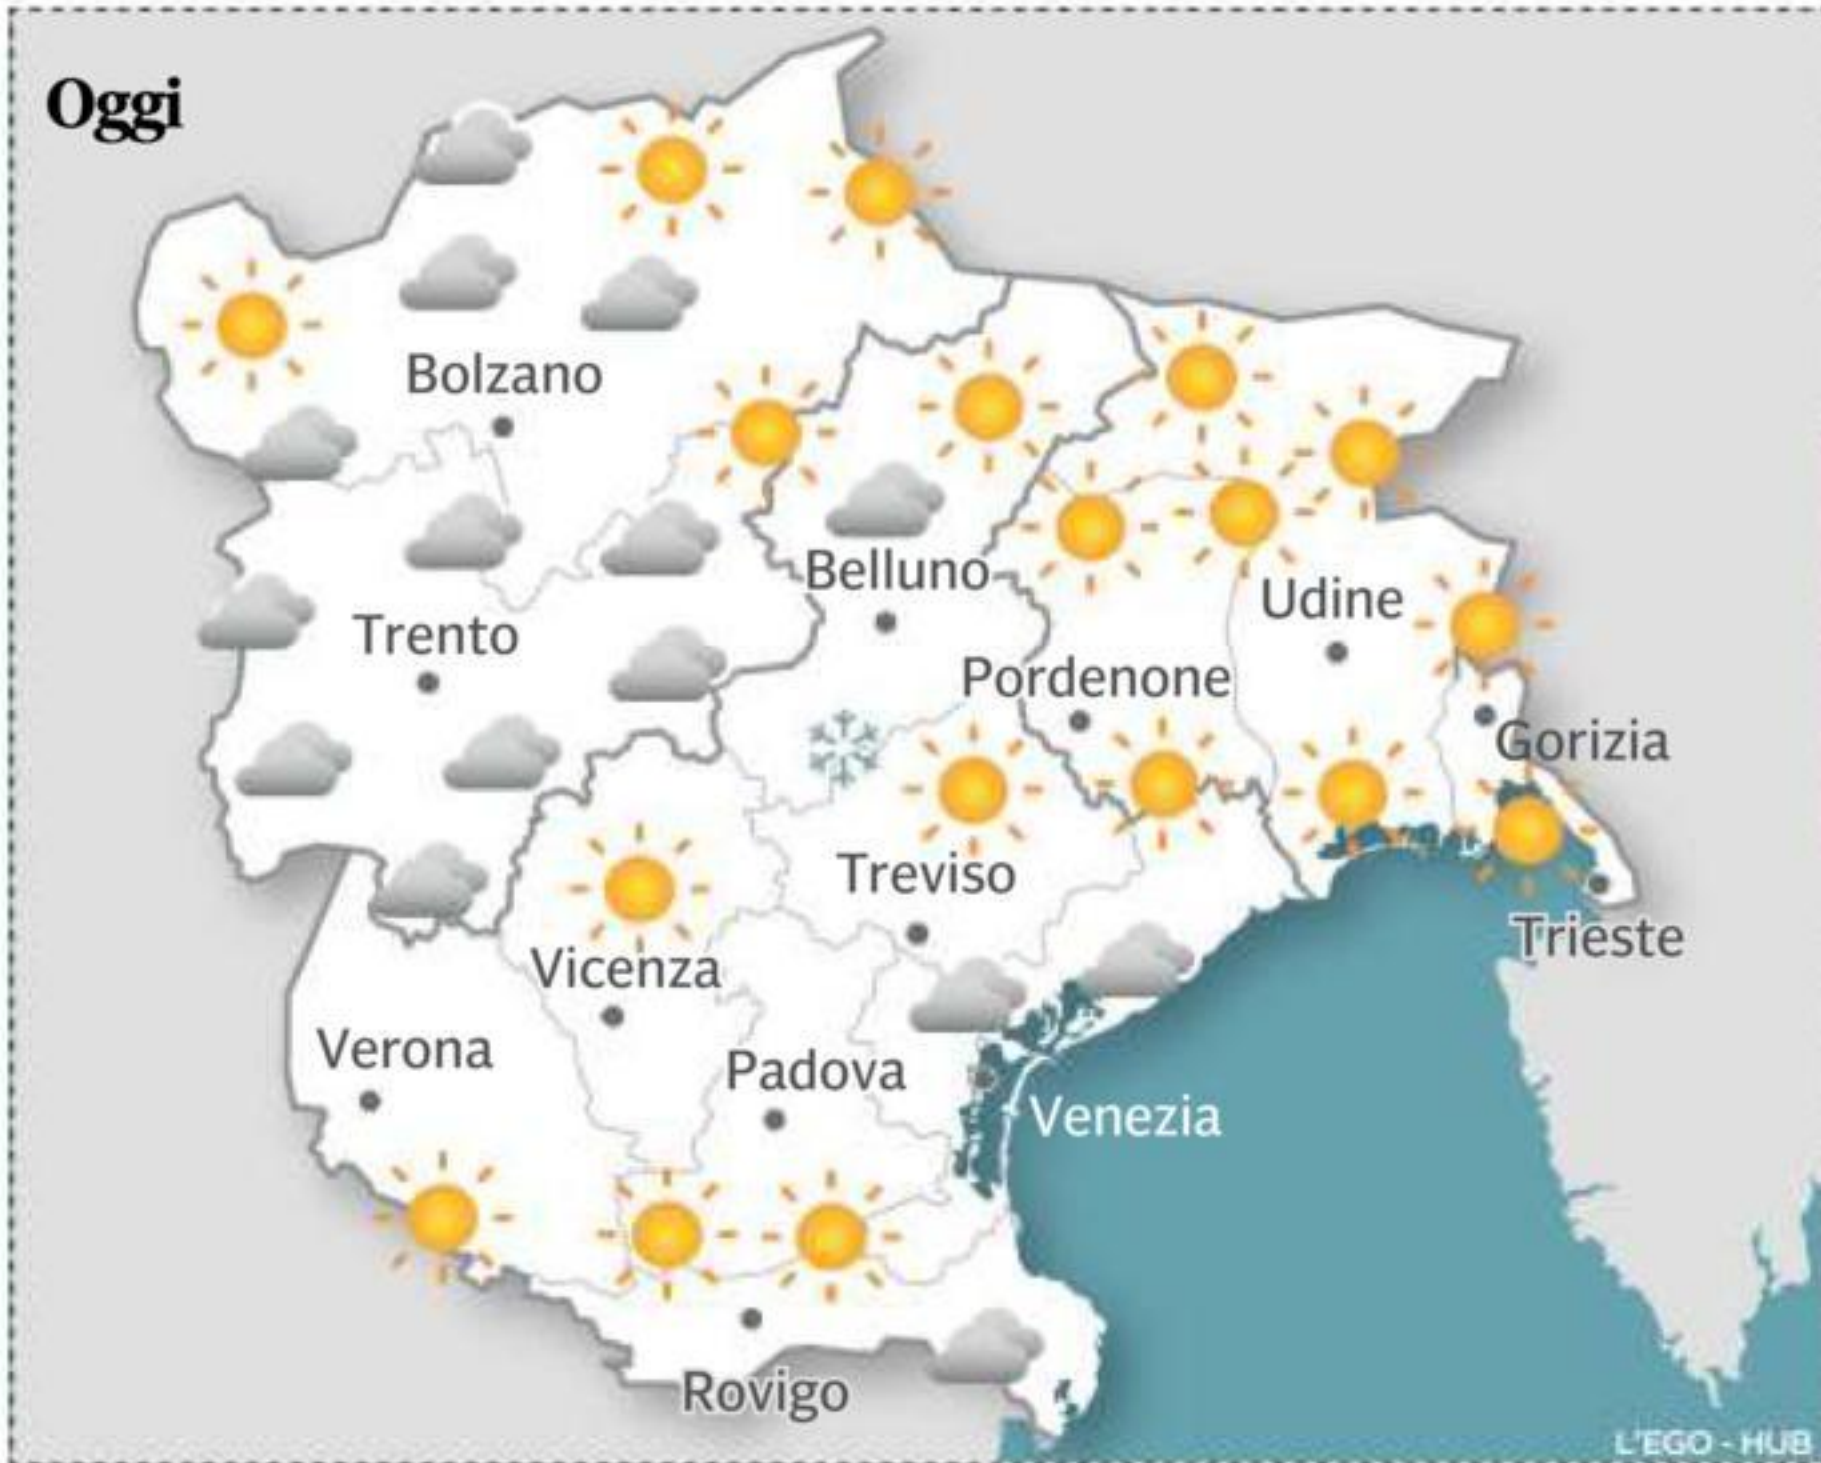 Oggi
Bolzano
Belluno
Udine
Trento
Pordenone
Gorizia
Treviso
Trieste
Vicenza
Verona
Padova
Venezia
Rovigo
L'EGO - HUB